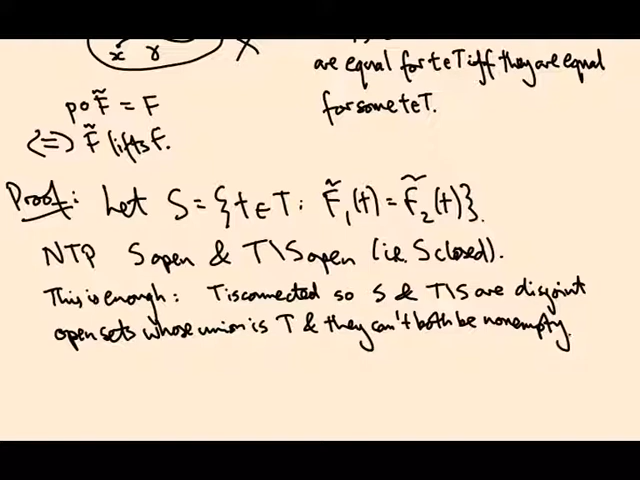 x γ X
are equal for t∈T iff they are equal
for some t∈T.
p∘F̃ = F
(⇔) F̃ lifts F.
Proof: Let S = {t∈T : F̃₁(t) = F̃₂(t)}.
NTP S open & T\S open (i.e. S closed).
This is enough: T is connected so S & T\S are disjoint
open sets whose union is T & they can't both be nonempty.